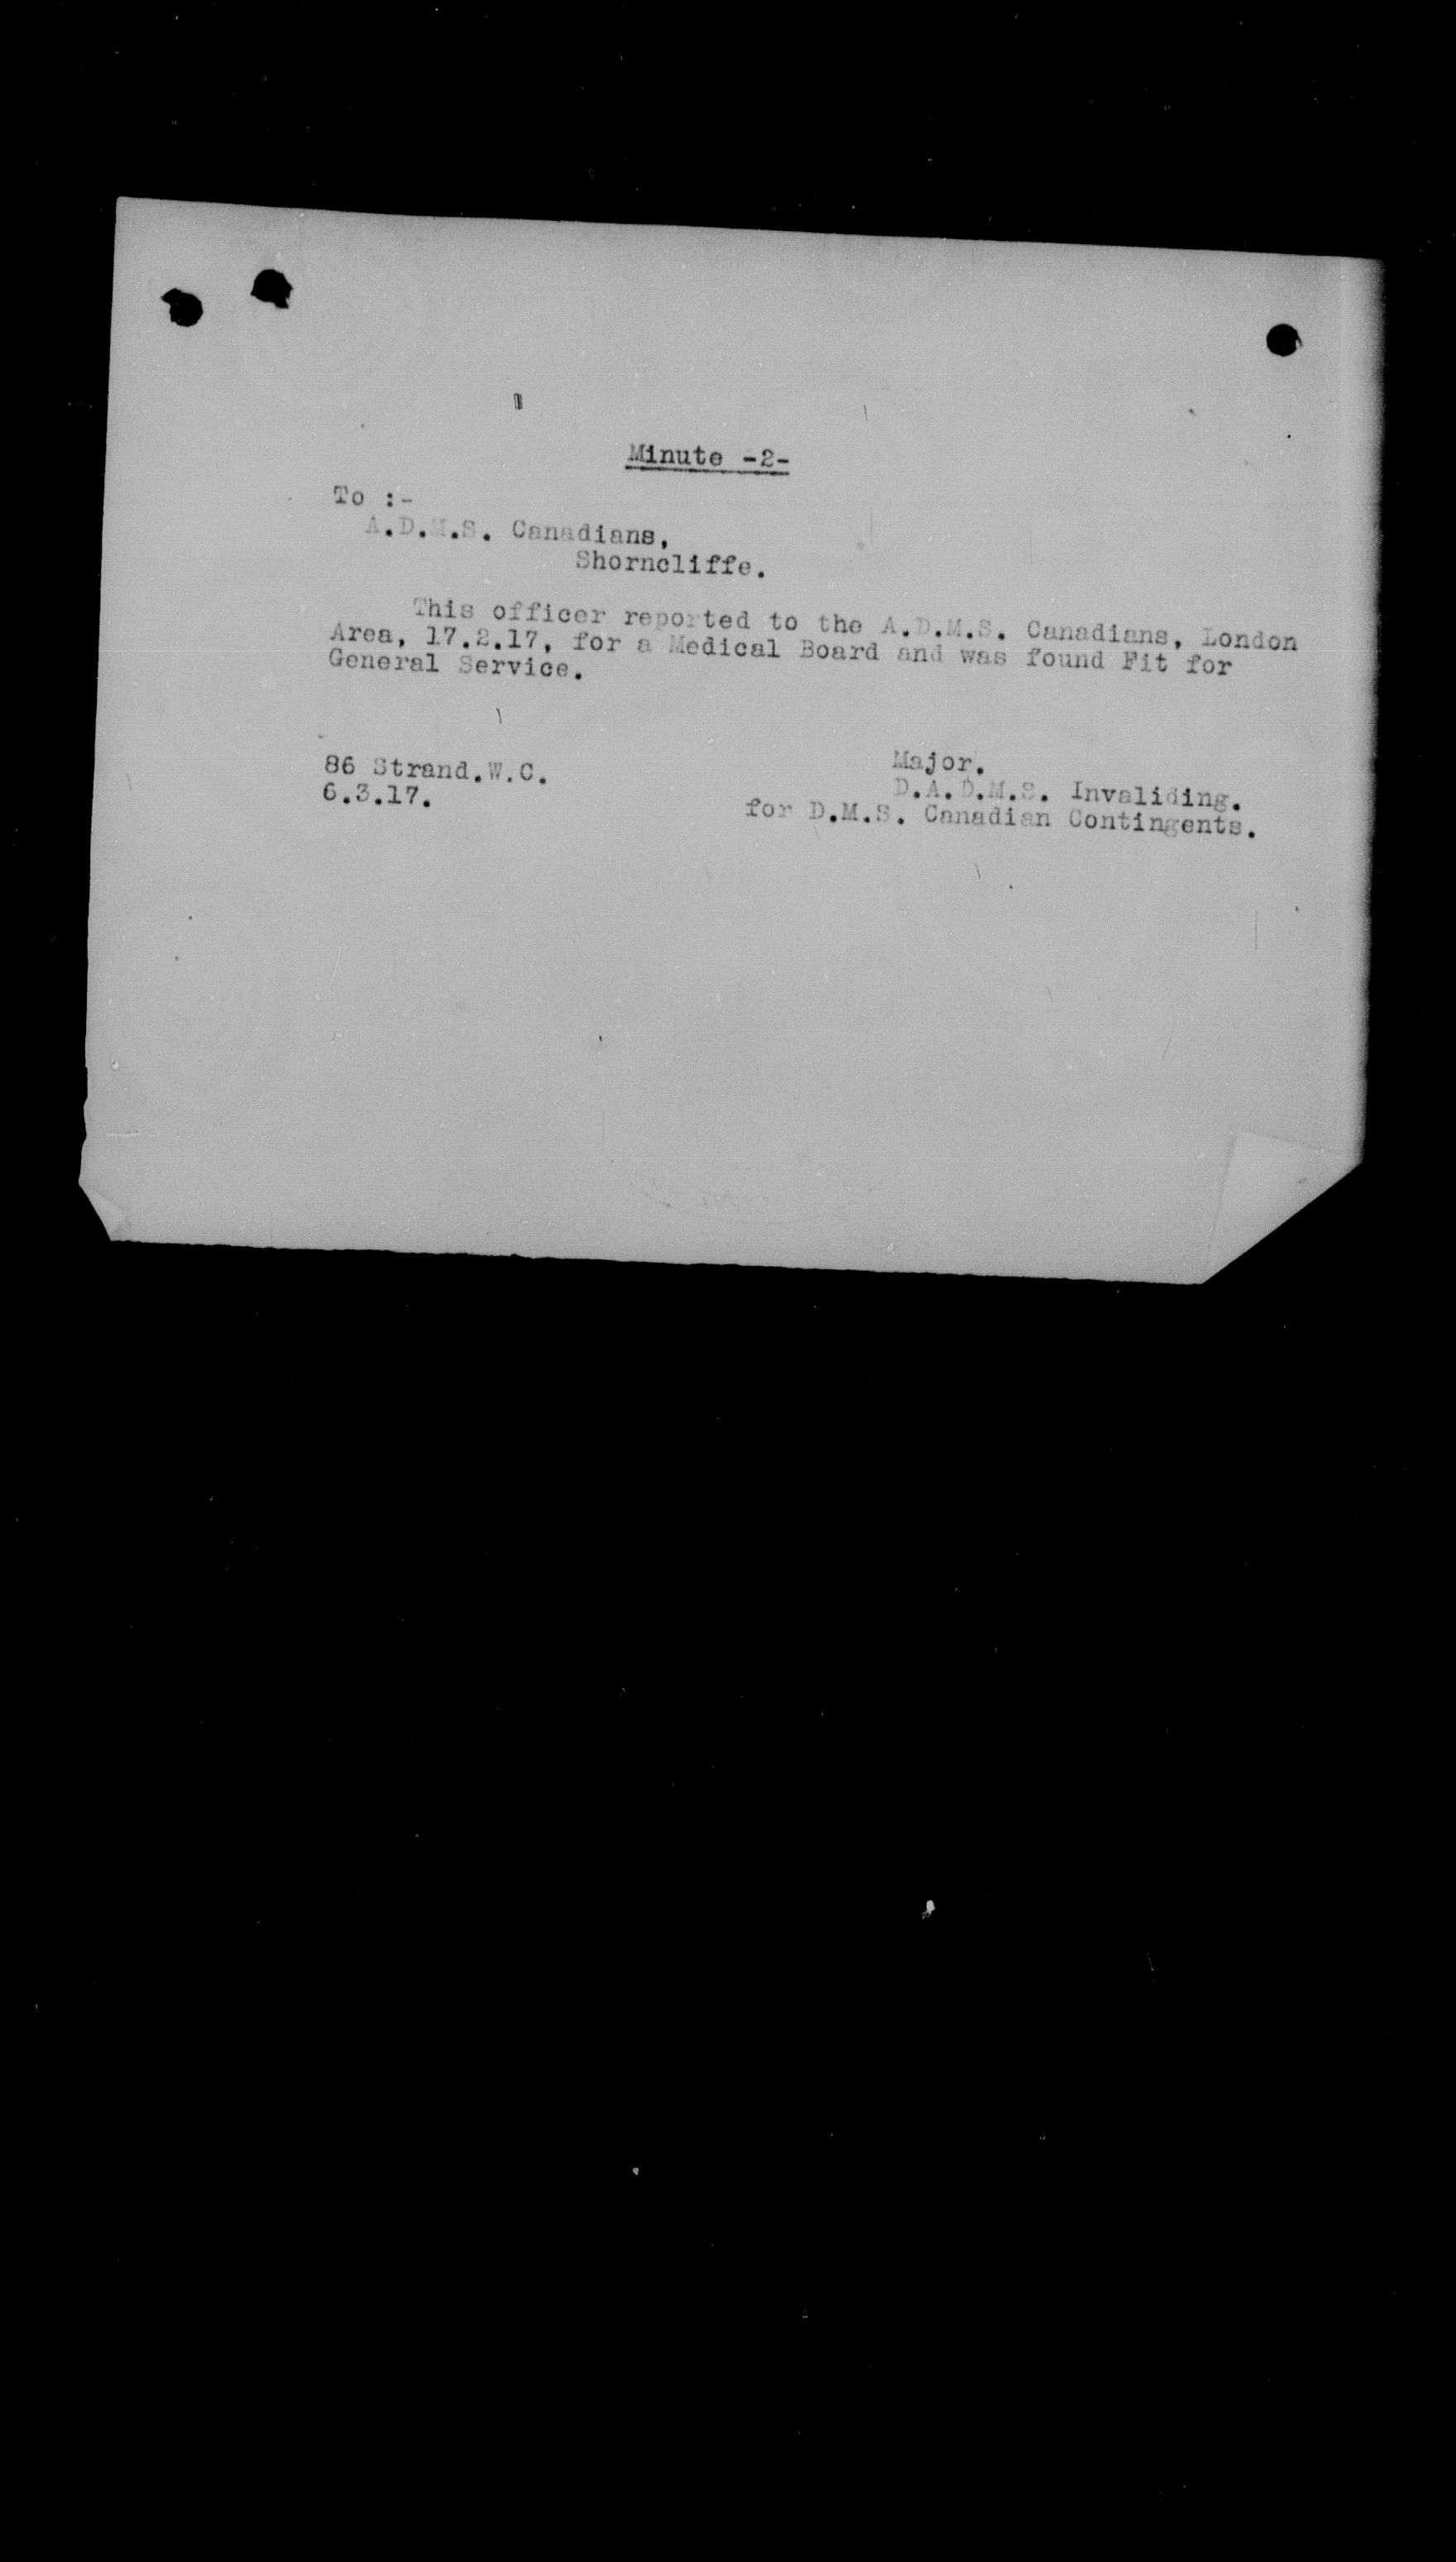 Minute -2-
To :-
A.D.M.S. Canadians,
Shorncliffe.
This officer reported to the A.D.M.S. Canadians, London
Area, 17.2.17, for a Medical Board and was found Fit for
General Service.
86 Strand.W.C.
6.3.17.
Major.
D.A.D.M.S. Invaliding.
for D.M.S. Canadian Contingents.